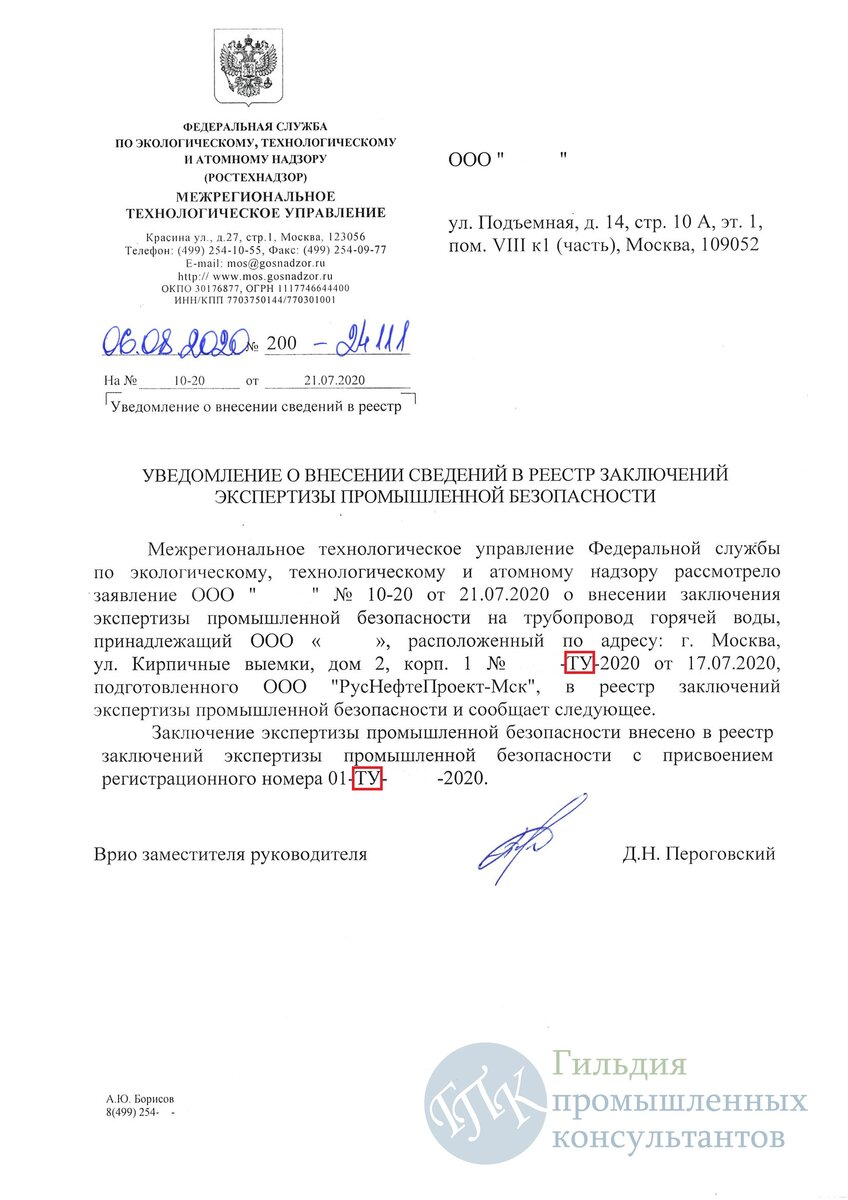 ФЕДЕРАЛЬНАЯ СЛУЖБА
ПО ЭКОЛОГИЧЕСКОМУ, ТЕХНОЛОГИЧЕСКОМУ
И АТОМНОМУ НАДЗОРУ
(РОСТЕХНАДЗОР)
МЕЖРЕГИОНАЛЬНОЕ
ТЕХНОЛОГИЧЕСКОЕ УПРАВЛЕНИЕ
Красина ул., д.27, стр.1, Москва, 123056
Телефон: (499) 254-10-55, Факс: (499) 254-09-77
E-mail: mos@gosnadzor.ru
http:// www.mos.gosnadzor.ru
ОКПО 30176877, ОГРН 1117746644400
ИНН/КПП 7703750144/770301001
06.08.2020 № 200 – 24111
На № 10-20 от 21.07.2020
Уведомление о внесении сведений в реестр
ООО " "
ул. Подъемная, д. 14, стр. 10 А, эт. 1,
пом. VIII к1 (часть), Москва, 109052
УВЕДОМЛЕНИЕ О ВНЕСЕНИИ СВЕДЕНИЙ В РЕЕСТР ЗАКЛЮЧЕНИЙ
ЭКСПЕРТИЗЫ ПРОМЫШЛЕННОЙ БЕЗОПАСНОСТИ
Межрегиональное технологическое управление Федеральной службы
по экологическому, технологическому и атомному надзору рассмотрело
заявление ООО " " № 10-20 от 21.07.2020 о внесении заключения
экспертизы промышленной безопасности на трубопровод горячей воды,
принадлежащий ООО « », расположенный по адресу: г. Москва,
ул. Кирпичные выемки, дом 2, корп. 1 № -ТУ-2020 от 17.07.2020,
подготовленного ООО "РусНефтеПроект-Мск", в реестр заключений
экспертизы промышленной безопасности и сообщает следующее.
Заключение экспертизы промышленной безопасности внесено в реестр
заключений экспертизы промышленной безопасности с присвоением
регистрационного номера 01-ТУ- -2020.
Врио заместителя руководителя Д.Н. Пероговский
А.Ю. Борисов
8(499) 254- -
ГПК
Гильдия
промышленных
консультантов